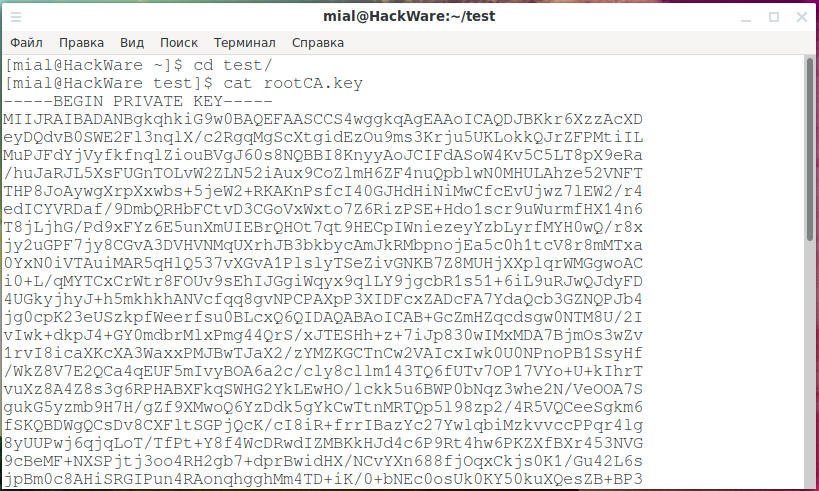 mial@HackWare:~/test
Файл Правка Вид Поиск Терминал Справка
[mial@HackWare ~]$ cd test/
[mial@HackWare test]$ cat rootCA.key
-----BEGIN PRIVATE KEY-----
MIIJRAIBADANBgkqhkiG9w0BAQEFAASCCS4wggkqAgEAAoICAQDJBKkr6XzzAcXD
eyDQdvB0SWE2Fl3nqlX/c2RgqMgScXtgidEzOu9ms3Krju5UKLokkQJrZFPMtiIL
MuPJFdYjVyfkfnqlZiouBVgJ60s8NQBBI8KnyyAoJCIFdASoW4Kv5C5LT8pX9eRa
/huJaRJL5XsFUGnTOLvW2ZLN52iAux9CoZlmH6ZF4nuQpblwN0MHULAhze52VNFT
THP8JoAywgXrpXxwbs+5jeW2+RKAKnPsfcI40GJHdHiNiMwCfcEvUjwz7lEW2/r4
edICYVRDaf/9DmbQRHbFCtvD3CGoVxWxto7Z6RizPSE+Hdo1scr9uWurmfHX14n6
T8jLjhG/Pd9xFYz6E5unXmUIEBrQHOt7qt9HECpIWniezeyYzbLyrfMYH0wQ/r8x
jy2uGPF7jy8CGvA3DVHVNMqUXrhJB3bkbycAmJkRMbpnojEa5c0h1tcV8r8mMTxa
0YxN0iVTAuiMAR5qHlQ537vXGvA1PlslyTSeZivGNKB7Z8MUHjXXplqrWMGgwoAC
i0+L/qMYTCxCrWtr8FOUv9sEhIJGgiWqyx9qlLY9jgcbR1s51+6iL9uRJwQJdyFD
4UGkyjhyJ+h5mkhkhANVcfqq8gvNPCPAXpP3XIDFcxZADcFA7YdaQcb3GZNQPJb4
jg0cpK23eUSzkpfWeerfsu0BLcxQ6QIDAQABAoICAB+GcZmHZqcdsgw0NTM8U/2I
vIwk+dkpJ4+GY0mdbrMlxPmg44QrS/xJTESHh+z+7iJp830wIMxMDA7BjmOs3wZv
1rvI8icaXKcXA3WaxxPMJBwTJaX2/zYMZKGCTnCw2VAIcxIwk0U0NPnoPB1SsyHf
/WkZ8V7E2QCa4qEUF5mIvyBOA6a2c/cly8cllm143TQ6fUTv7OP17VYo+U+kIhrT
vuXz8A4Z8s3g6RPHABXFkqSWHG2YkLEwHO/lckk5u6BWP0bNqz3whe2N/VeOOA7S
gukG5yzmb9H7H/gZf9XMwoQ6YzDdk5gYkCwTtnMRTQp5l98zp2/4R5VQCeeSgkm6
fSKQBDWgQCsDv8CXFltSGPjQcK/cI8iR+frrIBazYc27YwlqbiMzkvvccPPqr4lg
8yUUPwj6qjqLoT/TfPt+Y8f4WcDRwdIZMBKkHJd4c6P9Rt4hw6PKZXfBXr453NVG
9cBeMF+NXSPjtj3oo4RH2gb7+dprBwidHX/NCvYXn688fjOqxCkjs0K1/Gu42L6s
jpBm0c8AHiSRGIPun4RAonqhgghMm4TD+iK/0+bNEc0osUk0KY50kuXQesZB+BP3